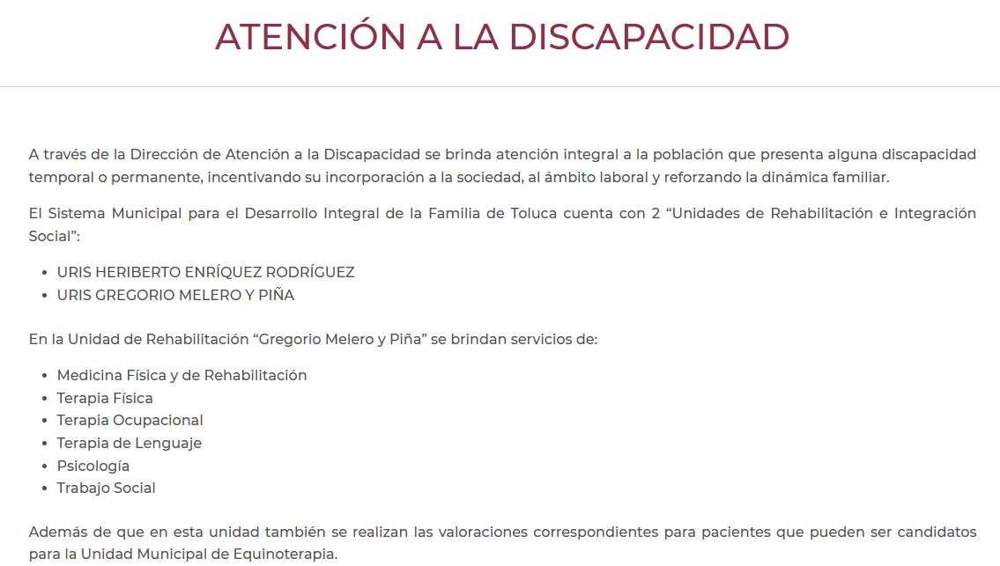 ATENCIÓN A LA DISCAPACIDAD
A través de la Dirección de Atención a la Discapacidad se brinda atención integral a la población que presenta alguna discapacidad
temporal o permanente, incentivando su incorporación a la sociedad, al ámbito laboral y reforzando la dinámica familiar.
El Sistema Municipal para el Desarrollo Integral de la Familia de Toluca cuenta con 2 “Unidades de Rehabilitación e Integración
Social”:
• URIS HERIBERTO ENRÍQUEZ RODRÍGUEZ
• URIS GREGORIO MELERO Y PIÑA
En la Unidad de Rehabilitación “Gregorio Melero y Piña” se brindan servicios de:
• Medicina Física y de Rehabilitación
• Terapia Física
• Terapia Ocupacional
• Terapia de Lenguaje
• Psicología
• Trabajo Social
Además de que en esta unidad también se realizan las valoraciones correspondientes para pacientes que pueden ser candidatos
para la Unidad Municipal de Equinoterapia.